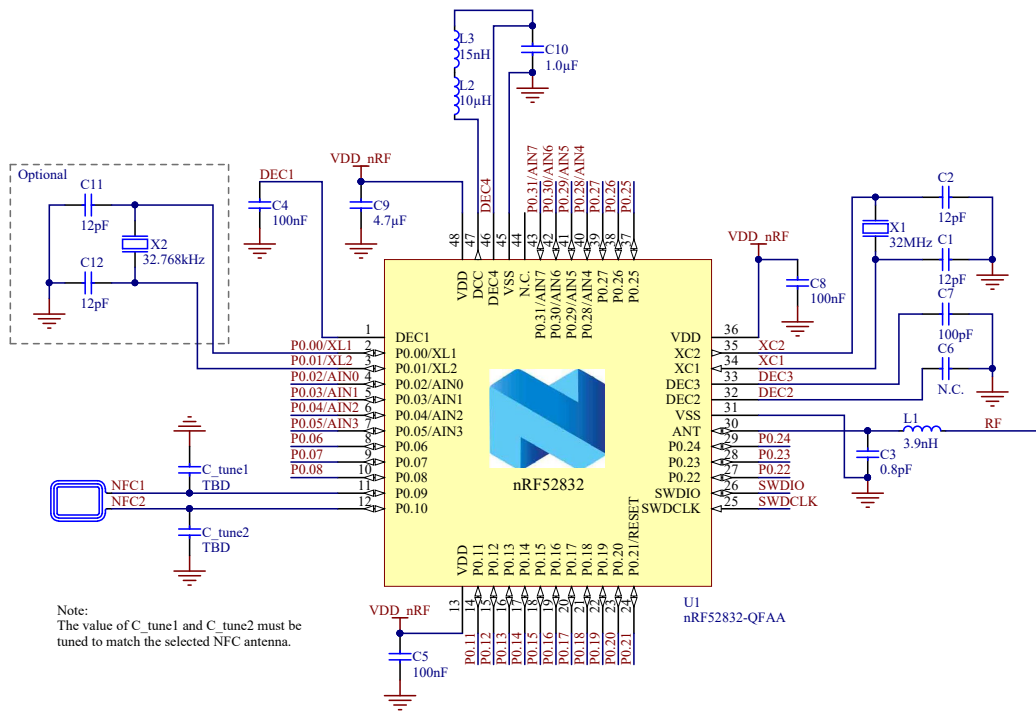 L3
15nH
C10
1.0µF
L2
10µH
VDD_nRF
DEC1
DEC4
P0.31/AIN7
P0.30/AIN6
P0.29/AIN5
P0.28/AIN4
P0.27
P0.26
P0.25
Optional
C11
12pF
X2
32.768kHz
C12
12pF
C4
100nF
C9
4.7µF
C2
12pF
X1
32MHz
C1
12pF
VDD_nRF
C8
100nF
C7
100pF
C6
N.C.
48
47
46
45
44
43
42
41
40
39
38
37
VDD
DCC
DEC4
VSS
N.C.
P0.31/AIN7
P0.30/AIN6
P0.29/AIN5
P0.28/AIN4
P0.27
P0.26
P0.25
1
DEC1
VDD
36
P0.00/XL1
2
P0.00/XL1
XC2
35
XC2
P0.01/XL2
3
P0.01/XL2
XC1
34
XC1
P0.02/AIN0
4
P0.02/AIN0
DEC3
33
DEC3
P0.03/AIN1
5
P0.03/AIN1
DEC2
32
DEC2
P0.04/AIN2
6
P0.04/AIN2
VSS
31
P0.05/AIN3
7
P0.05/AIN3
ANT
30
L1
3.9nH
RF
P0.06
8
P0.06
P0.24
29
P0.24
P0.07
9
P0.07
P0.23
28
P0.23
P0.08
10
P0.08
P0.22
27
P0.22
C3
0.8pF
NFC1
11
P0.09
SWDIO
26
SWDIO
NFC2
12
P0.10
SWDCLK
25
SWDCLK
nRF52832
C_tune1
TBD
C_tune2
TBD
VDD
P0.11
P0.12
P0.13
P0.14
P0.15
P0.16
P0.17
P0.18
P0.19
P0.20
P0.21/RESET
13
14
15
16
17
18
19
20
21
22
23
24
P0.11
P0.12
P0.13
P0.14
P0.15
P0.16
P0.17
P0.18
P0.19
P0.20
P0.21
U1
nRF52832-QFAA
VDD_nRF
C5
100nF
Note:
The value of C_tune1 and C_tune2 must be
tuned to match the selected NFC antenna.